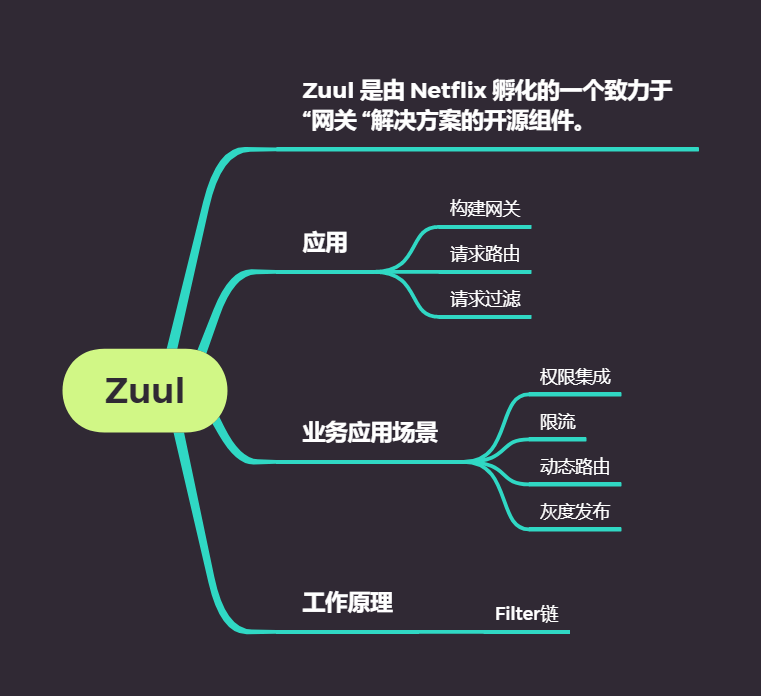 Zuul 是由 Netflix 孵化的一个致力于
“网关 “解决方案的开源组件。
应用
构建网关
请求路由
请求过滤
Zuul
业务应用场景
权限集成
限流
动态路由
灰度发布
工作原理
Filter链